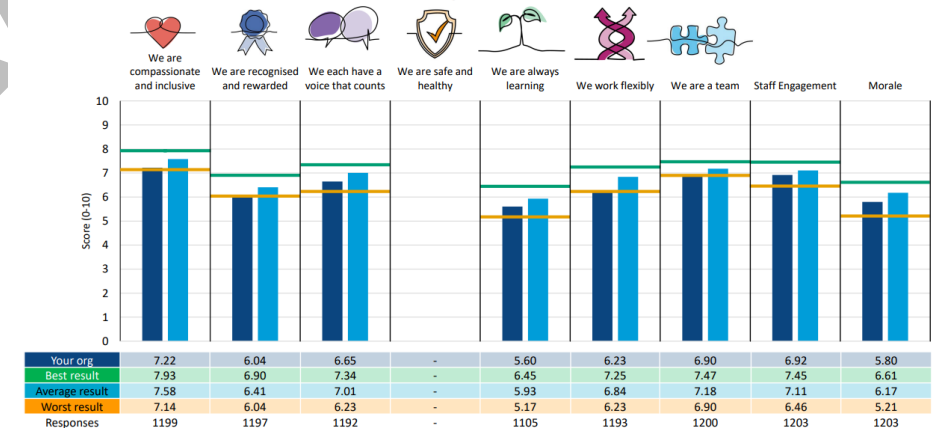 We are
compassionate
and inclusive
We are recognised
and rewarded
We each have a
voice that counts
We are safe and
healthy
We are always
learning
We work flexibly
We are a team
Staff Engagement
Morale
Score (0-10)
10
9
8
7
6
5
4
3
2
1
0
Your org 7.22 6.04 6.65 - 5.60 6.23 6.90 6.92 5.80
Best result 7.93 6.90 7.34 - 6.45 7.25 7.47 7.45 6.61
Average result 7.58 6.41 7.01 - 5.93 6.84 7.18 7.11 6.17
Worst result 7.14 6.04 6.23 - 5.17 6.23 6.90 6.46 5.21
Responses 1199 1197 1192 - 1105 1193 1200 1203 1203